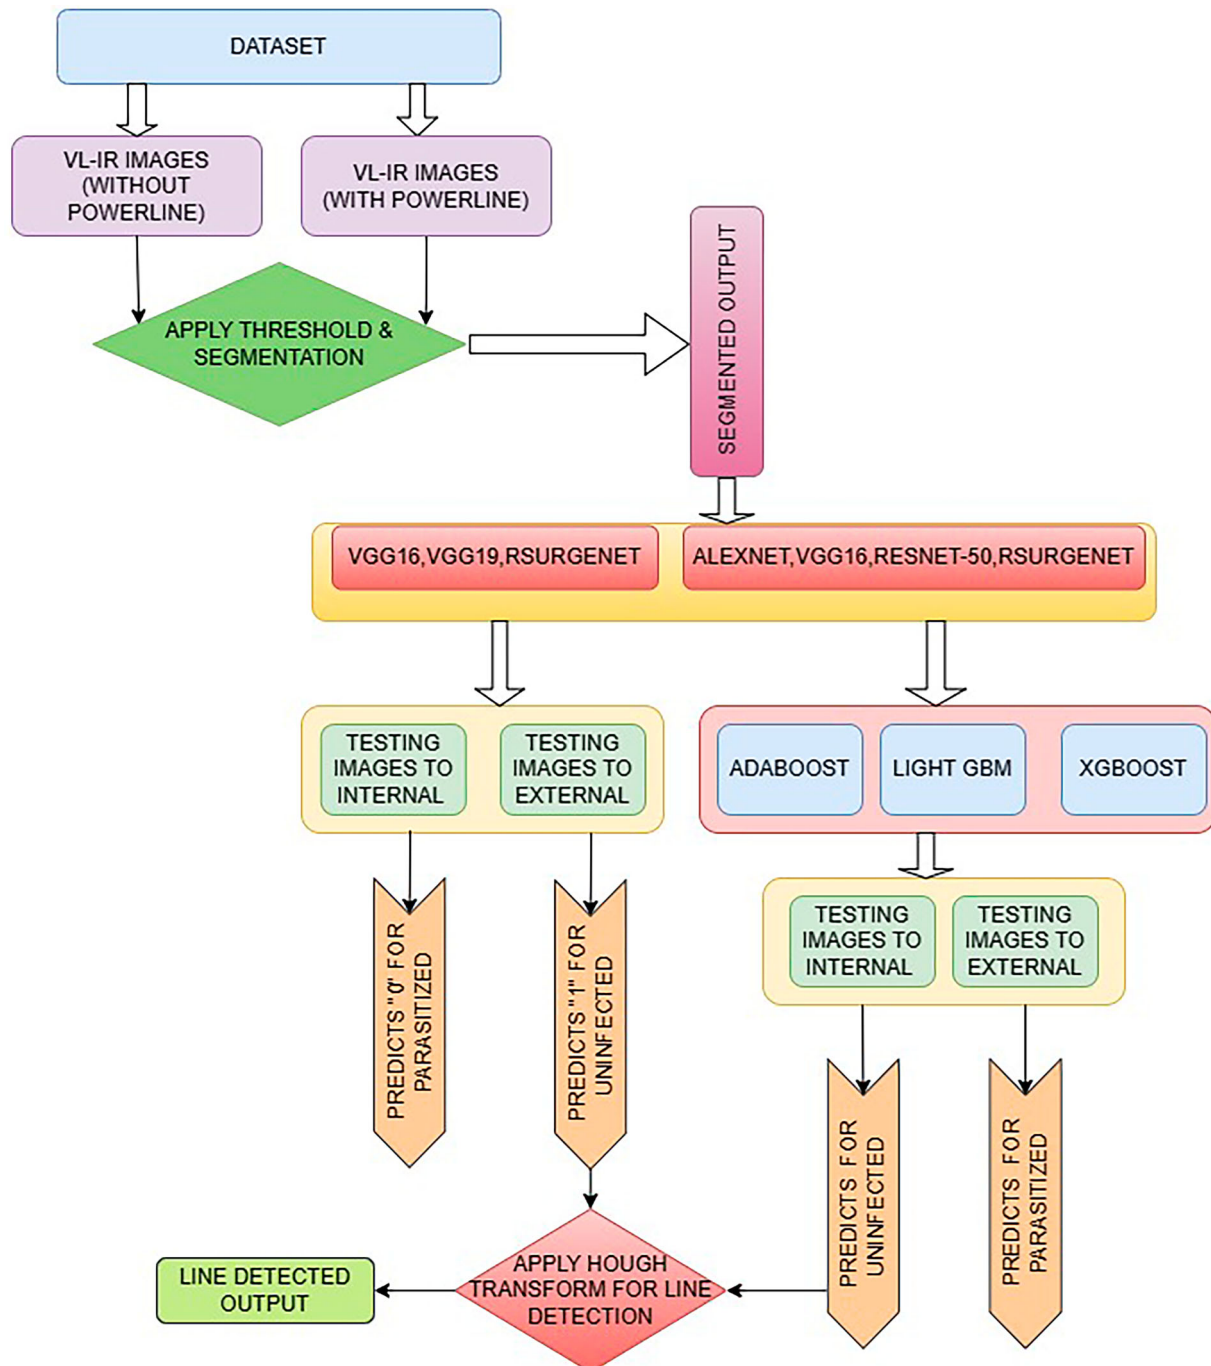 DATASET
VL-IR IMAGES
(WITHOUT
POWERLINE)
VL-IR IMAGES
(WITH POWERLINE)
APPLY THRESHOLD &
SEGMENTATION
SEGMENTED OUTPUT
VGG16,VGG19,RSURGENET
ALEXNET,VGG16,RESNET-50,RSURGENET
TESTING
IMAGES TO
INTERNAL
TESTING
IMAGES TO
EXTERNAL
ADABOOST
LIGHT GBM
XGBOOST
TESTING
IMAGES TO
INTERNAL
TESTING
IMAGES TO
EXTERNAL
PREDICTS "0" FOR
PARASITIZED
PREDICTS "1" FOR
UNINFECTED
PREDICTS FOR
UNINFECTED
PREDICTS FOR
PARASITIZED
APPLY HOUGH
TRANSFORM FOR LINE
DETECTION
LINE DETECTED
OUTPUT